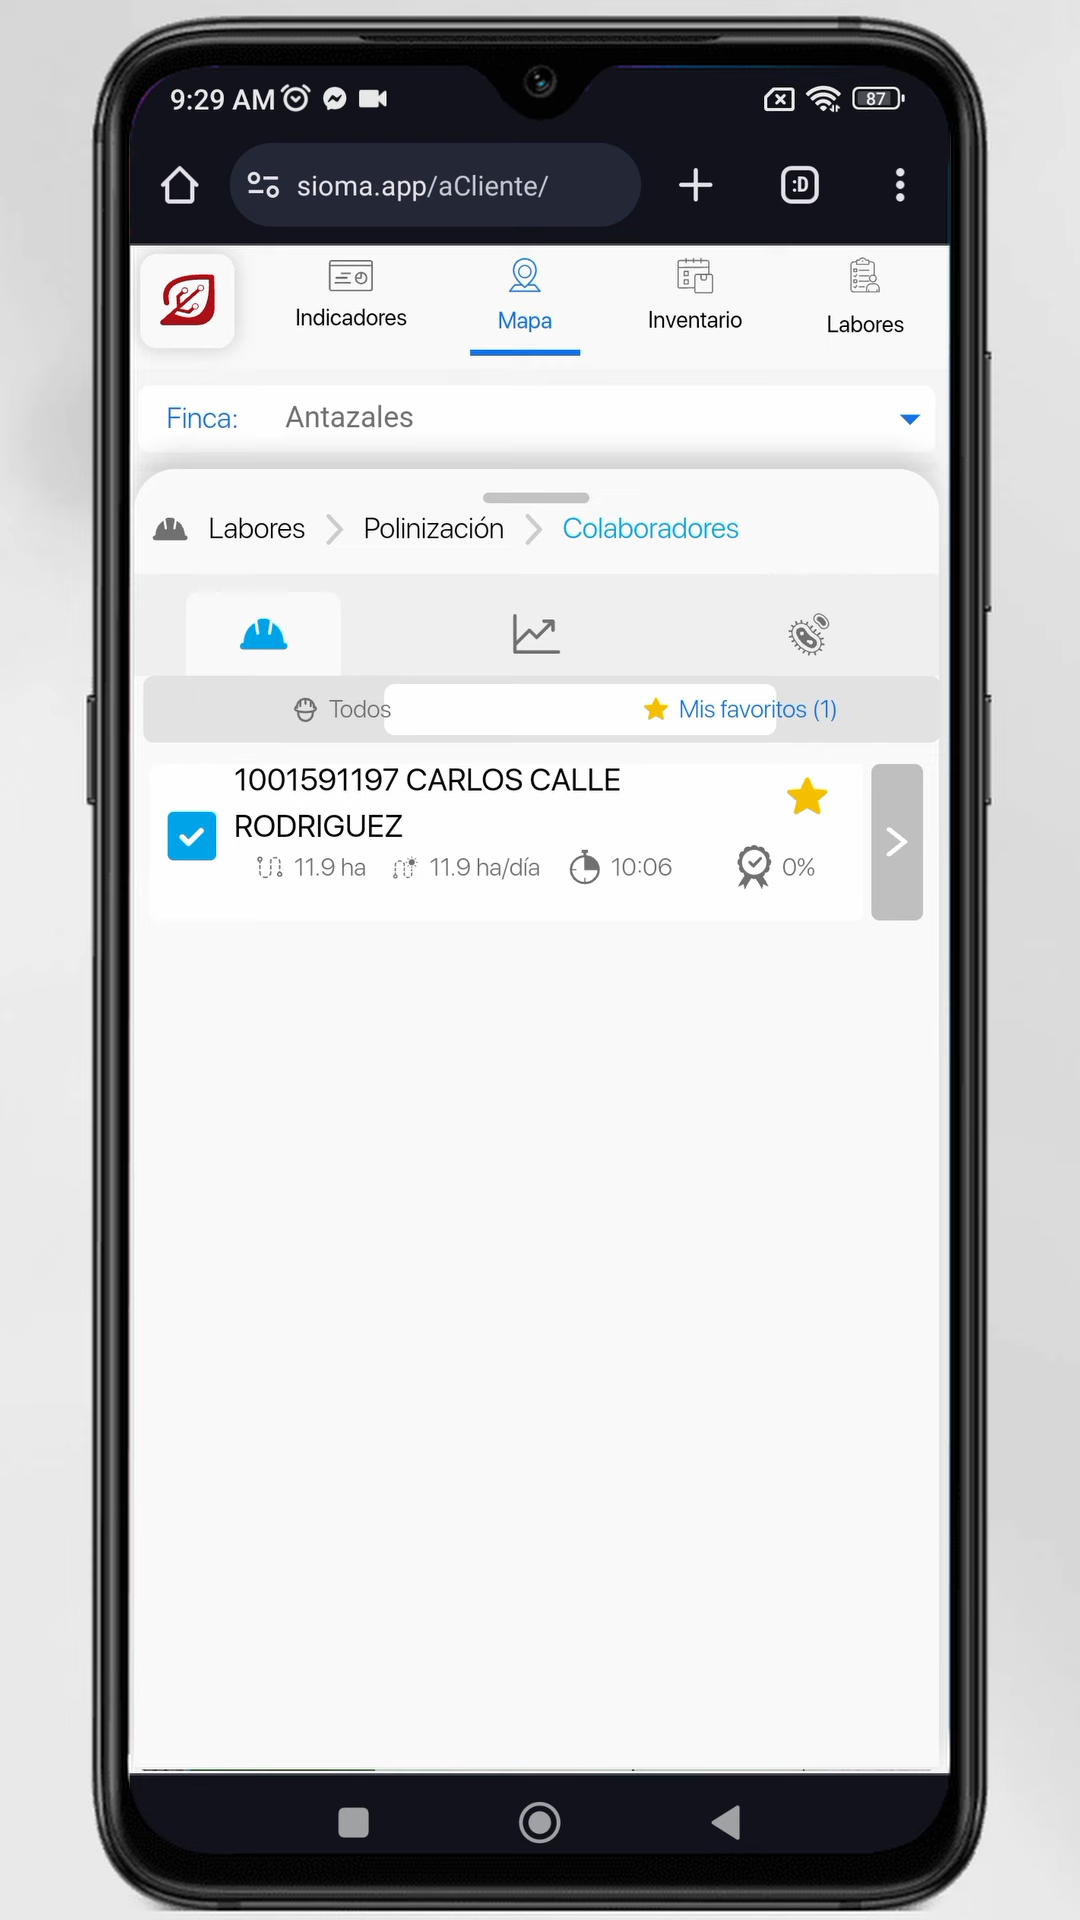 9:29 AM
87
sioma.app/aCliente/
:D
Indicadores
Mapa
Inventario
Labores
Finca: Antazales
Labores > Polinización > Colaboradores
Todos
Mis favoritos (1)
1001591197 CARLOS CALLE
RODRIGUEZ
11.9 ha 11.9 ha/día 10:06 0%